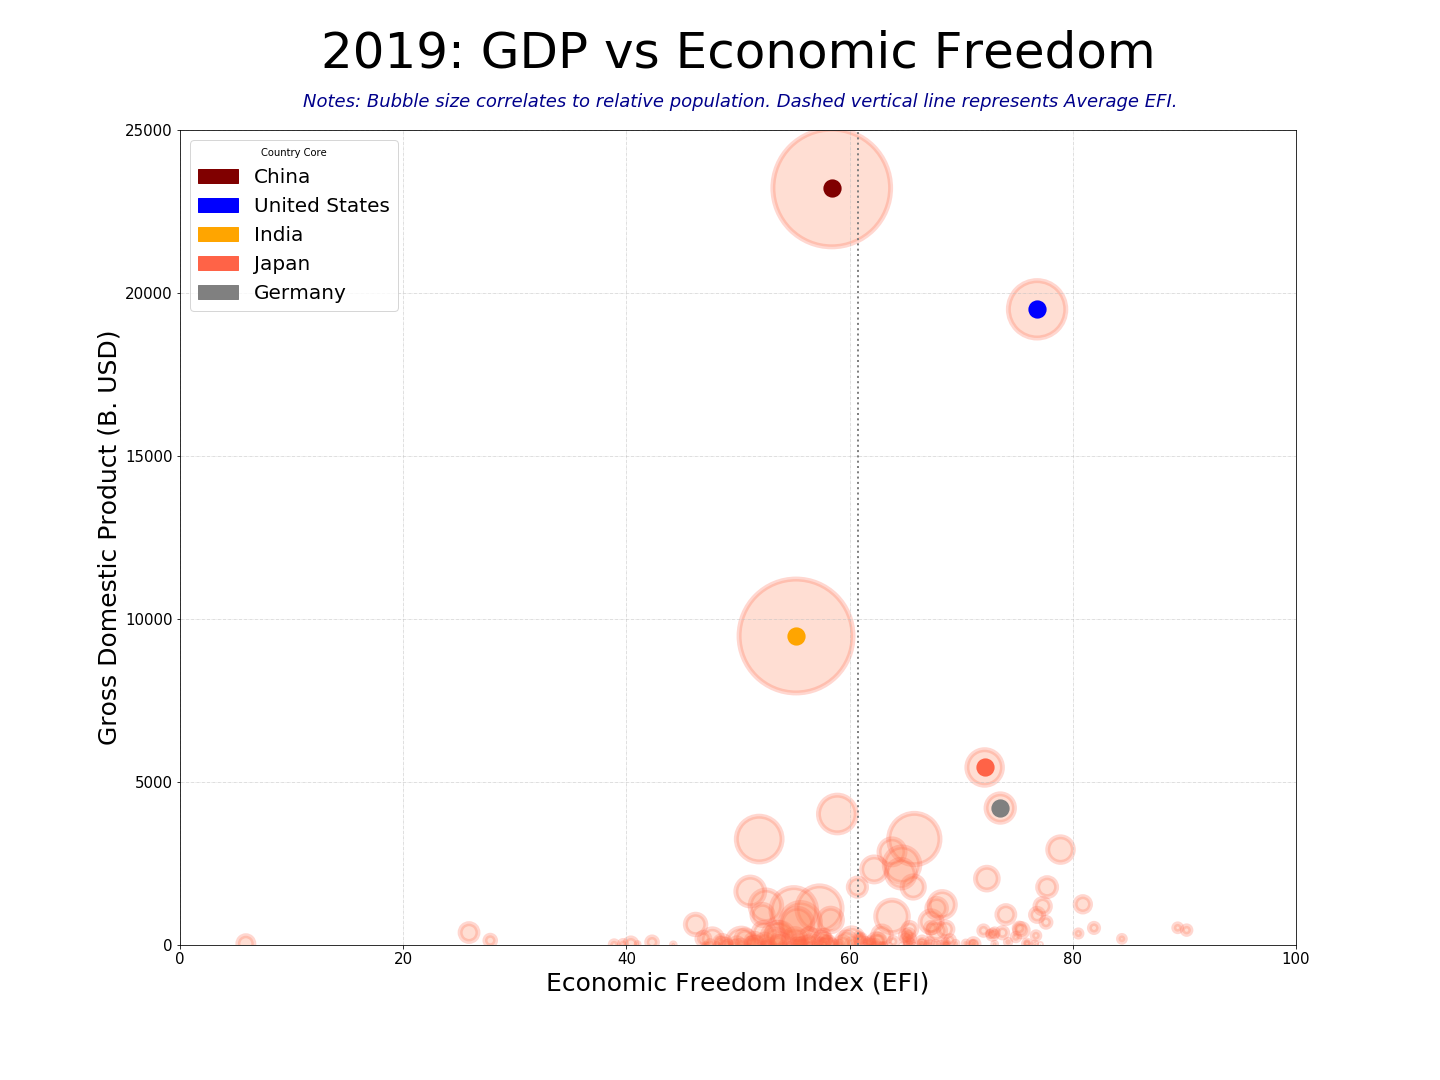 2019: GDP vs Economic Freedom
Notes: Bubble size correlates to relative population. Dashed vertical line represents Average EFI.
Country Core
China
United States
India
Japan
Germany
Gross Domestic Product (B. USD)
25000
20000
15000
10000
5000
0
0 20 40 60 80 100
Economic Freedom Index (EFI)